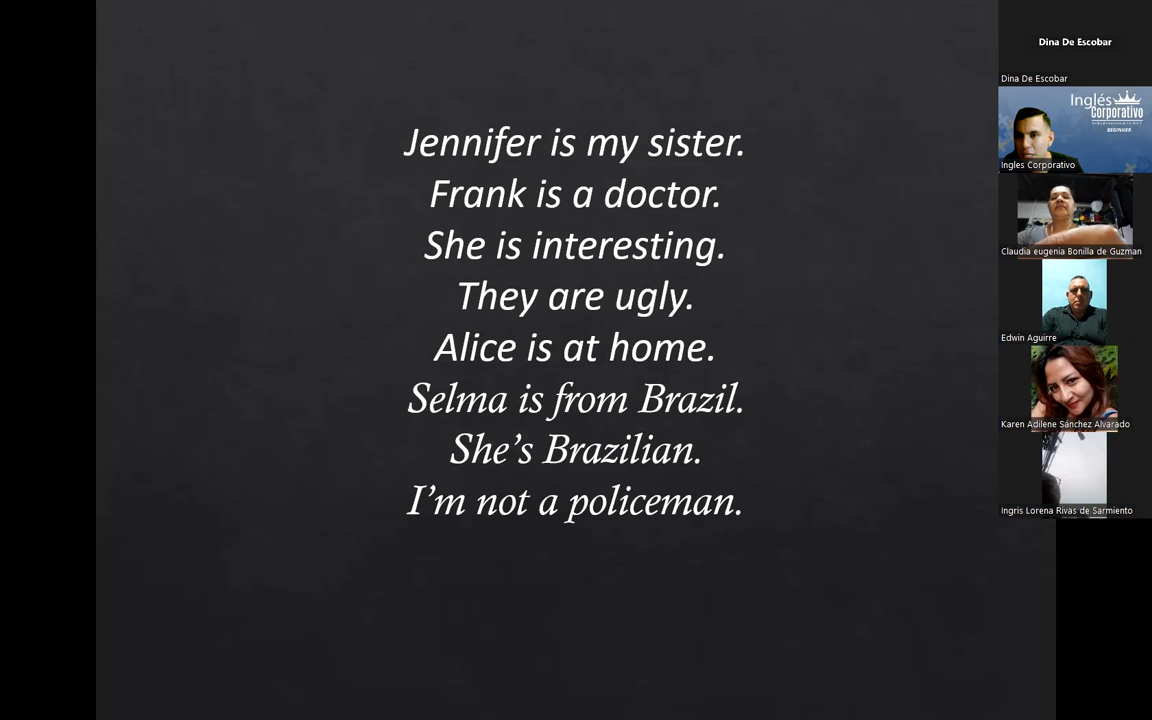 Jennifer is my sister.
Frank is a doctor.
She is interesting.
They are ugly.
Alice is at home.
Selma is from Brazil.
She's Brazilian.
I'm not a policeman.
Dina De Escobar
Dina De Escobar
Inglés
Corporativo
BEGINNER
Ingles Corporativo
Claudia eugenia Bonilla de Guzman
Edwin Aguirre
Karen Adilene Sánchez Alvarado
Ingris Lorena Rivas de Sarmiento